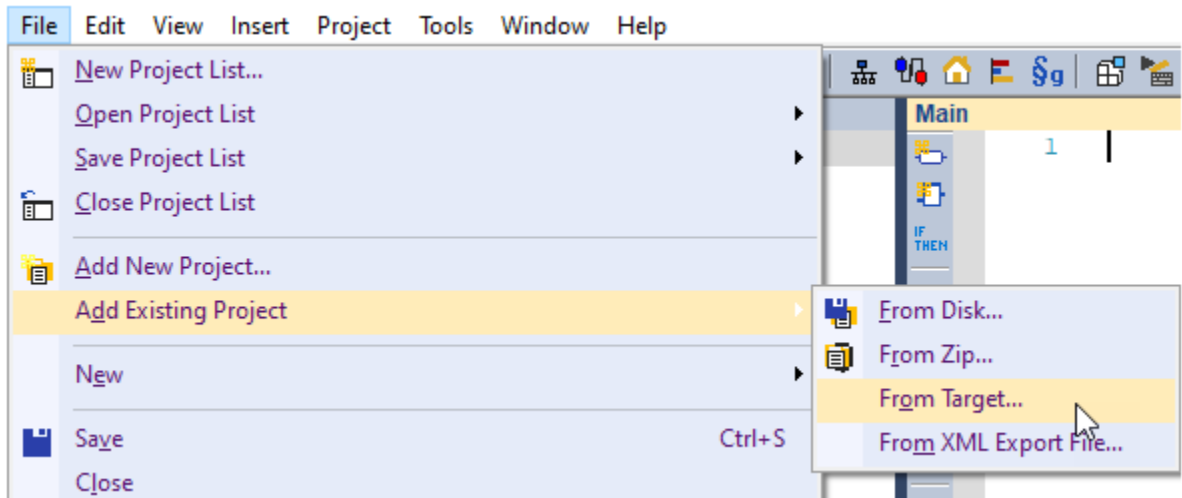 File Edit View Insert Project Tools Window Help
New Project List...
Open Project List
Save Project List
Close Project List
Add New Project...
Add Existing Project
New
Save Ctrl+S
Close
§g
Main
1
IF
THEN
From Disk...
From Zip...
From Target...
From XML Export File...